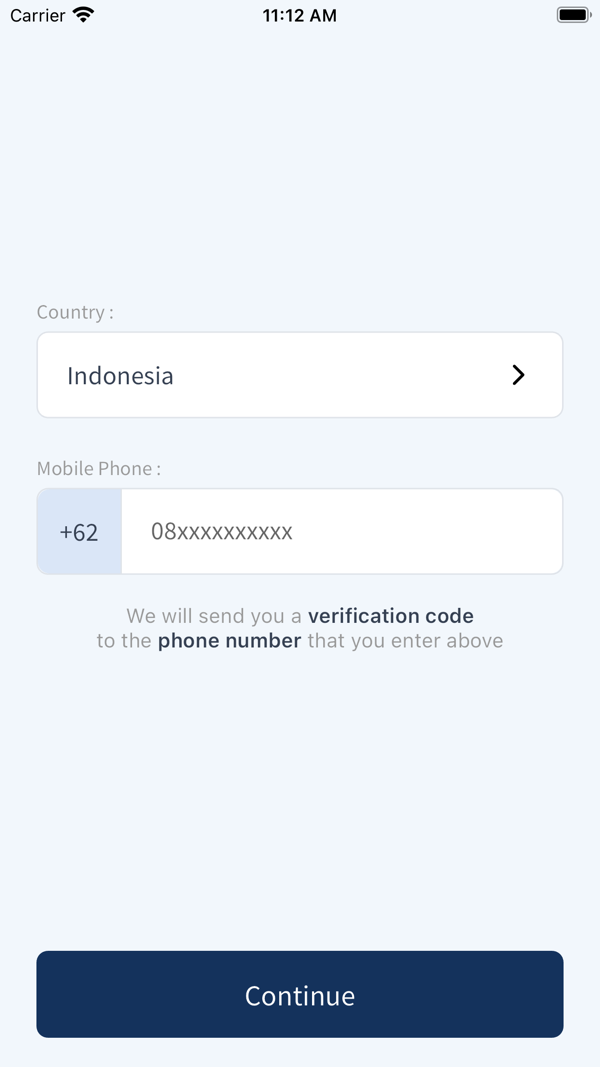 Carrier 11:12 AM
Country :
Indonesia
Mobile Phone :
+62 08xxxxxxxxxx
We will send you a verification code
to the phone number that you enter above
Continue